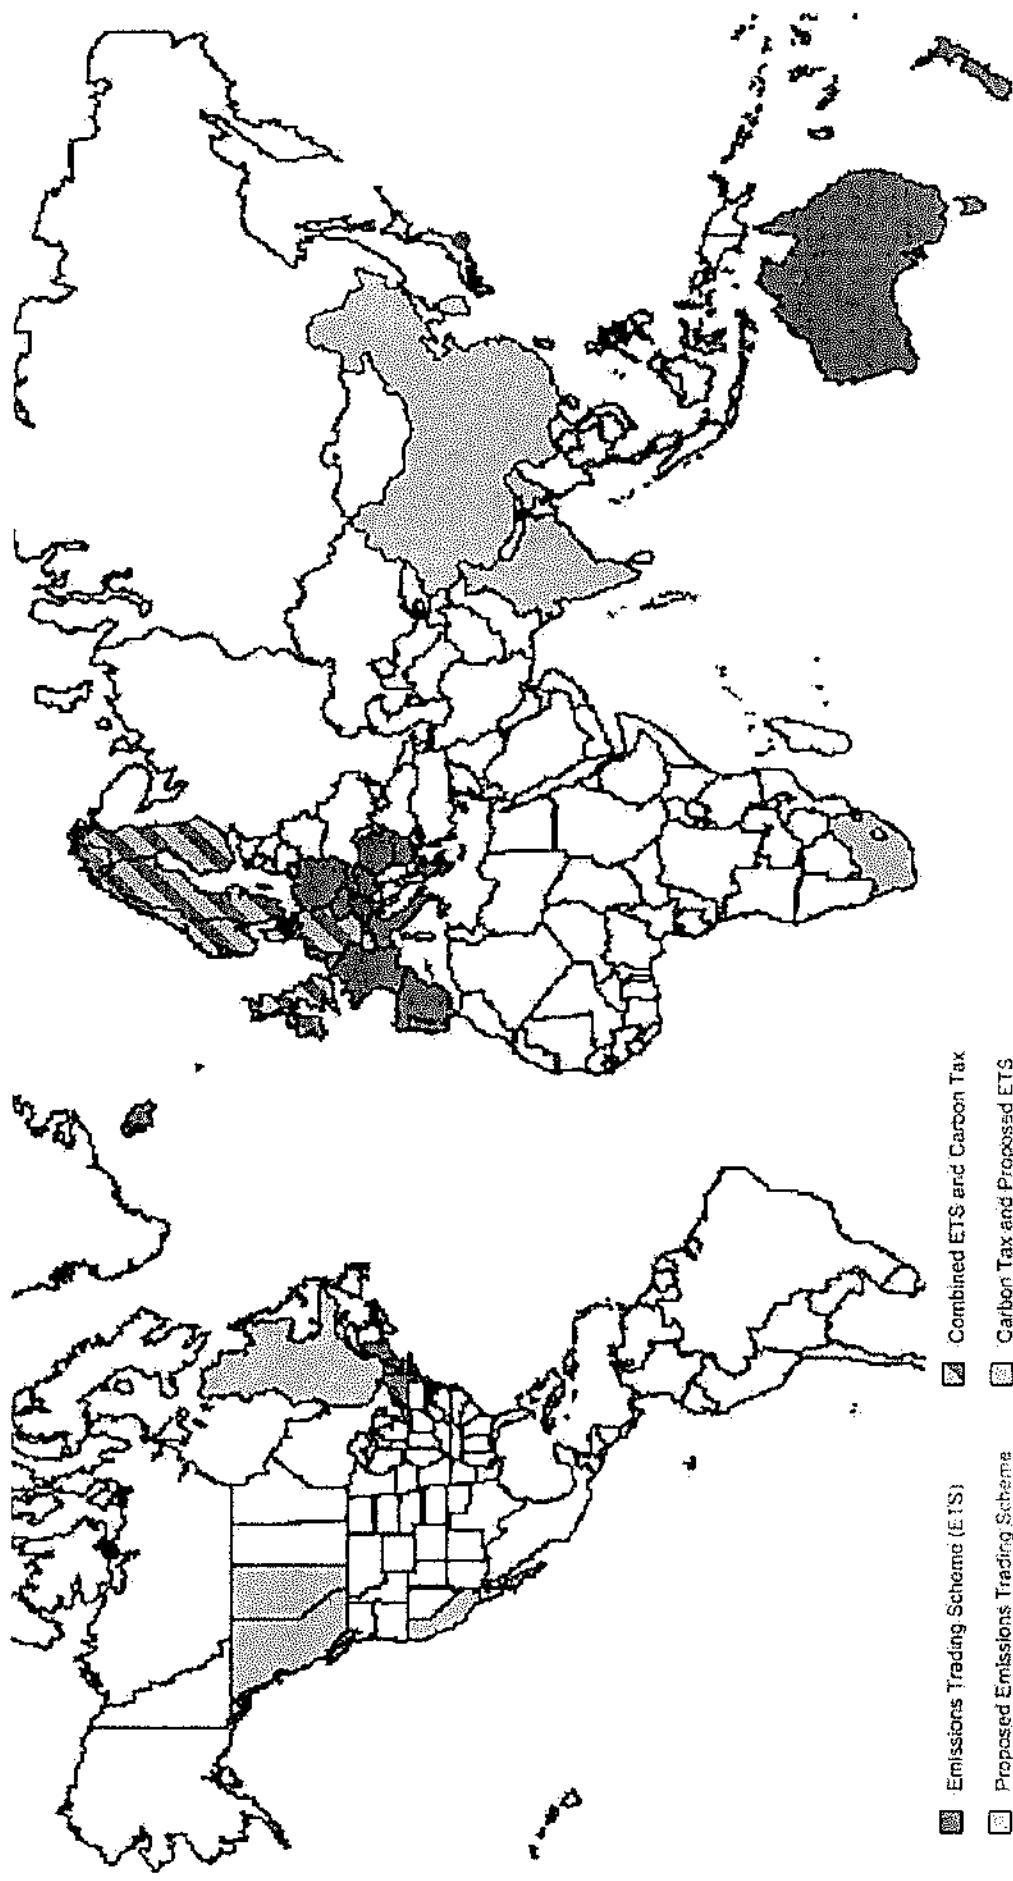 Emissions Trading Scheme (ETS)
Combined ETS and Carbon Tax
Proposed Emissions Trading Scheme
Carbon Tax and Proposed ETS